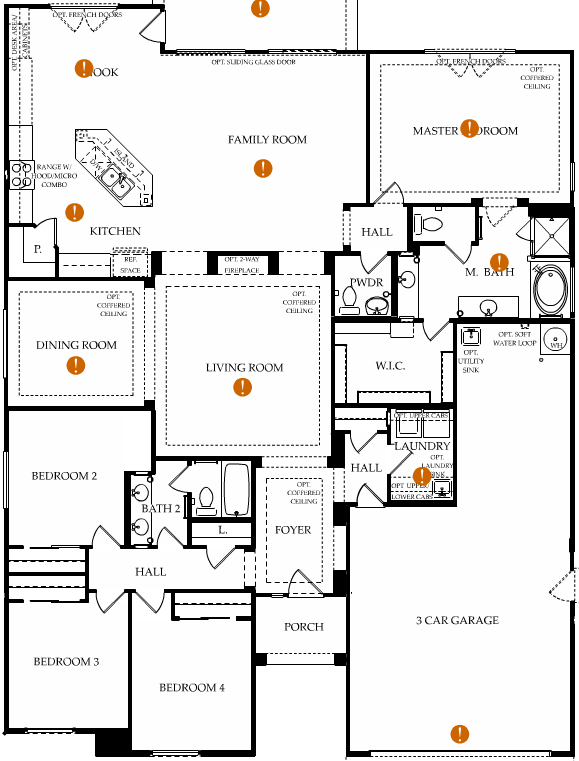 OPT. FRENCH DOORS
OPT. DESK AREA/
CABINETS
OPT. SLIDING GLASS DOOR
OPT. FRENCH DOORS
OPT.
COFFERED
CEILING
FAMILY ROOM
MASTER
ISLAND
D/W
RANGE W/
HOOD/MICRO
COMBO
KITCHEN
HALL
P.
REF.
SPACE
OPT. 2-WAY
FIREPLACE
PWDR
M. BATH
OPT.
COFFERED
CEILING
OPT.
COFFERED
CEILING
DINING ROOM
LIVING ROOM
W.I.C.
OPT.
UTILITY
SINK
OPT. SOFT
WATER LOOP
WH
OPT. UPPER CABS
LAUNDRY
OPT.
LAUNDRY
SINK
OPT UPPER
LOWER CABS
HALL
BEDROOM 2
BATH 2
OPT.
COFFERED
CEILING
L.
FOYER
HALL
PORCH
3 CAR GARAGE
BEDROOM 3
BEDROOM 4